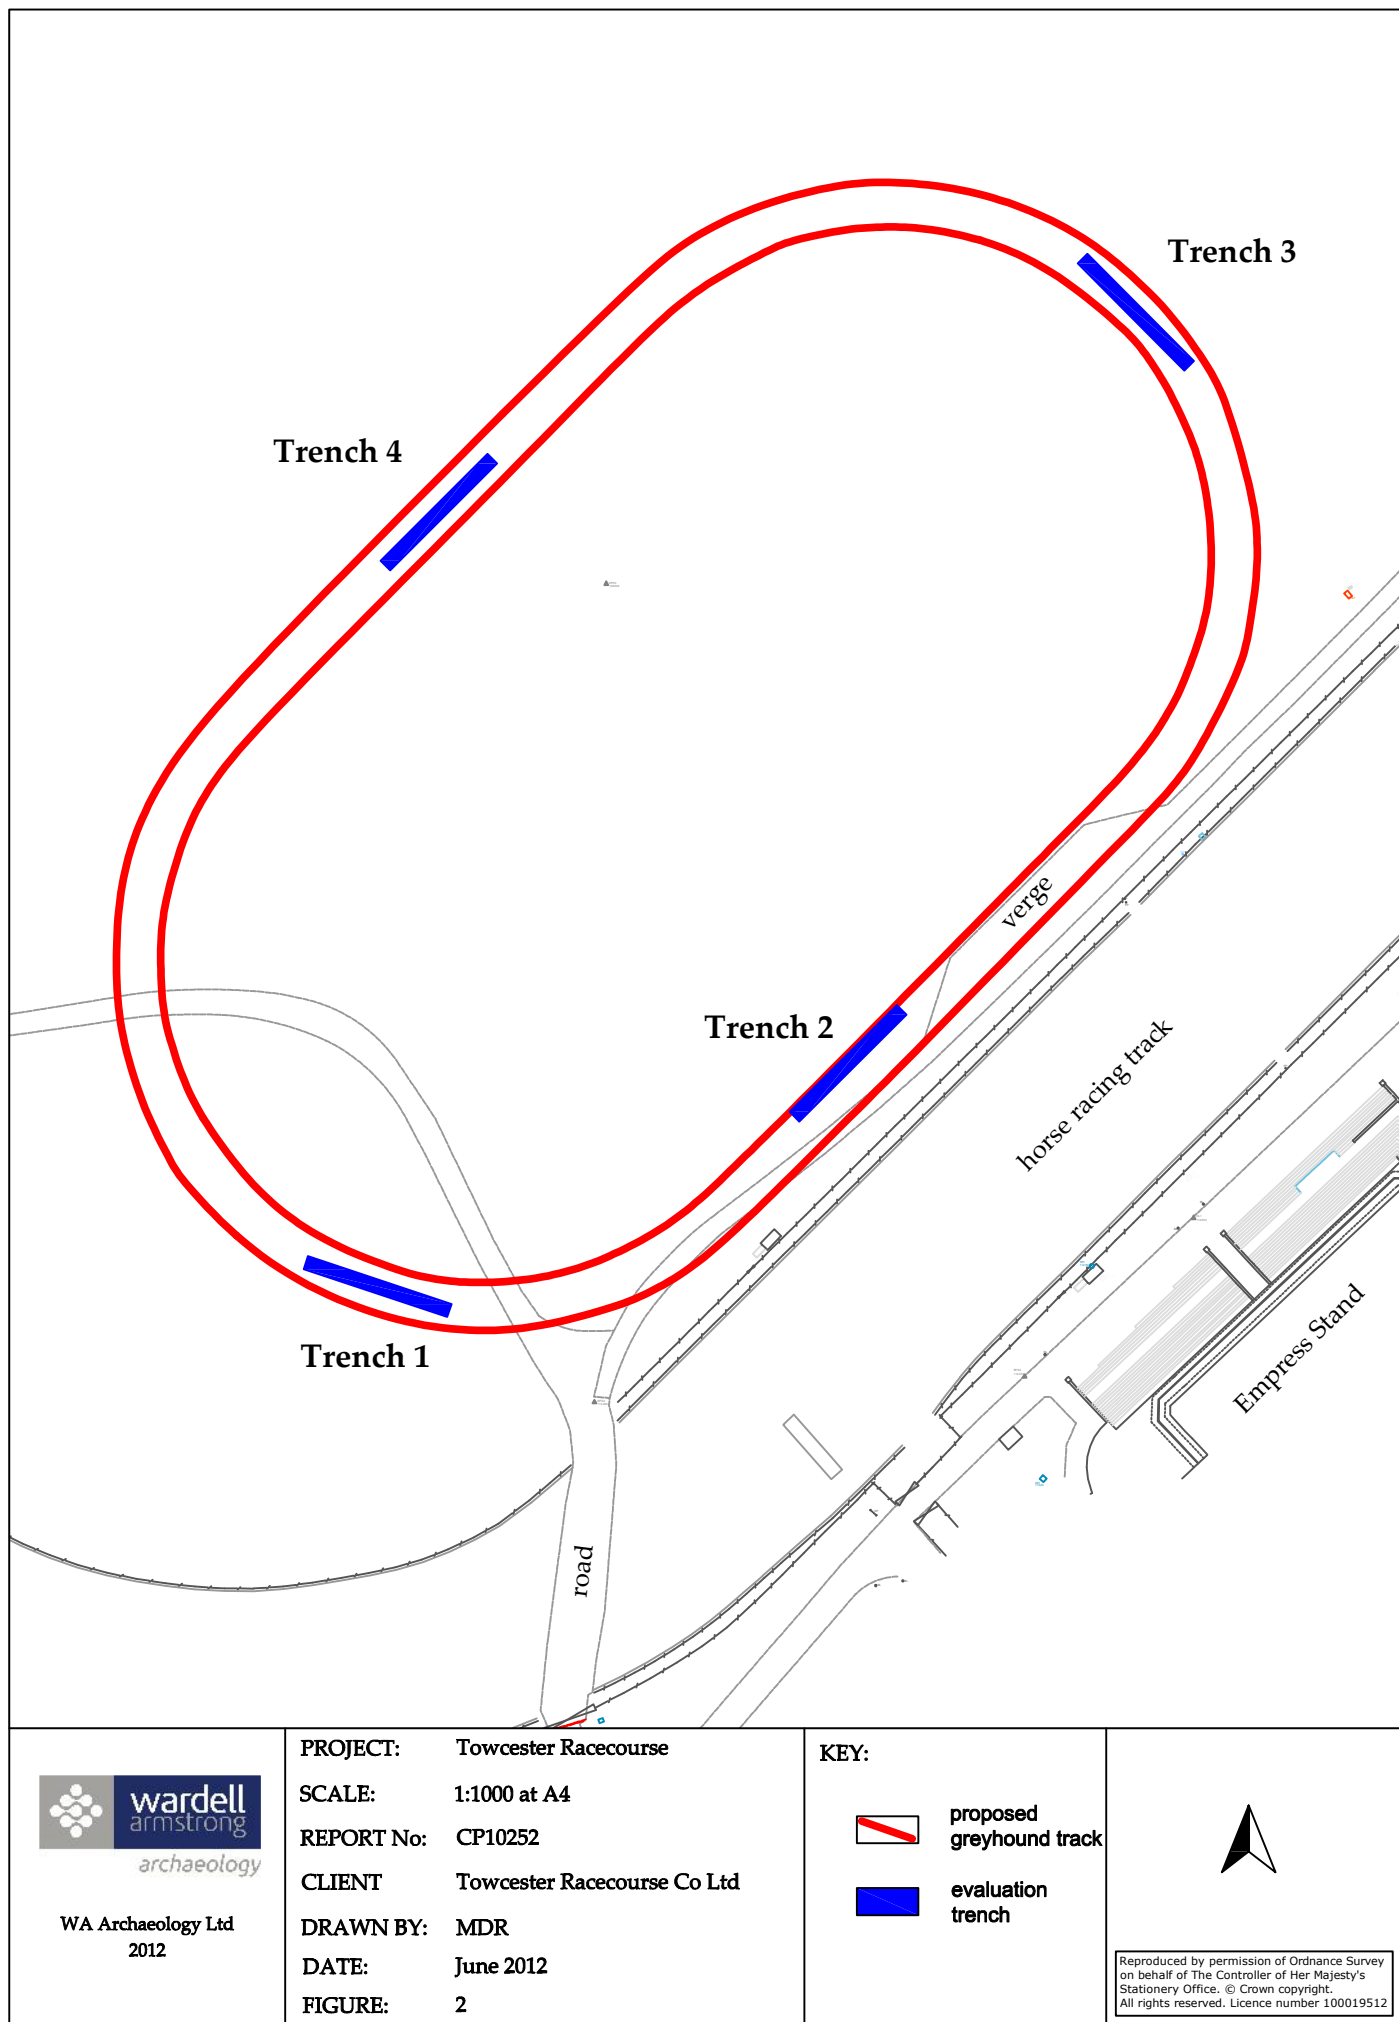 Trench 3
Trench 4
verge
Trench 2
horse racing track
Empress Stand
Trench 1
road
wardell
armstrong
archaeology
WA Archaeology Ltd
2012
PROJECT: Towcester Racecourse
SCALE: 1:1000 at A4
REPORT No: CP10252
CLIENT Towcester Racecourse Co Ltd
DRAWN BY: MDR
DATE: June 2012
FIGURE: 2
KEY:
proposed
greyhound track
evaluation
trench
Reproduced by permission of Ordnance Survey
on behalf of The Controller of Her Majesty's
Stationery Office. © Crown copyright.
All rights reserved. Licence number 100019512